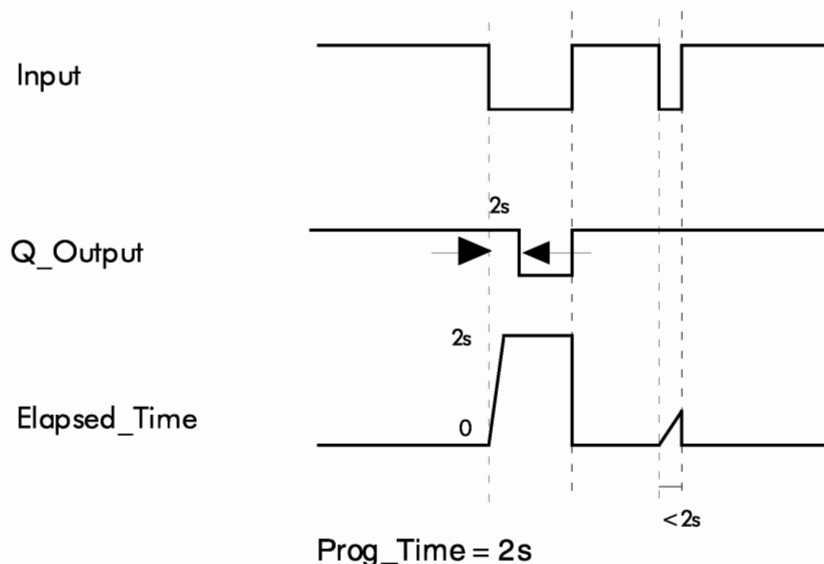 Input
2s
Q_Output
2s
Elapsed_Time
0
<2s
Prog_Time = 2s